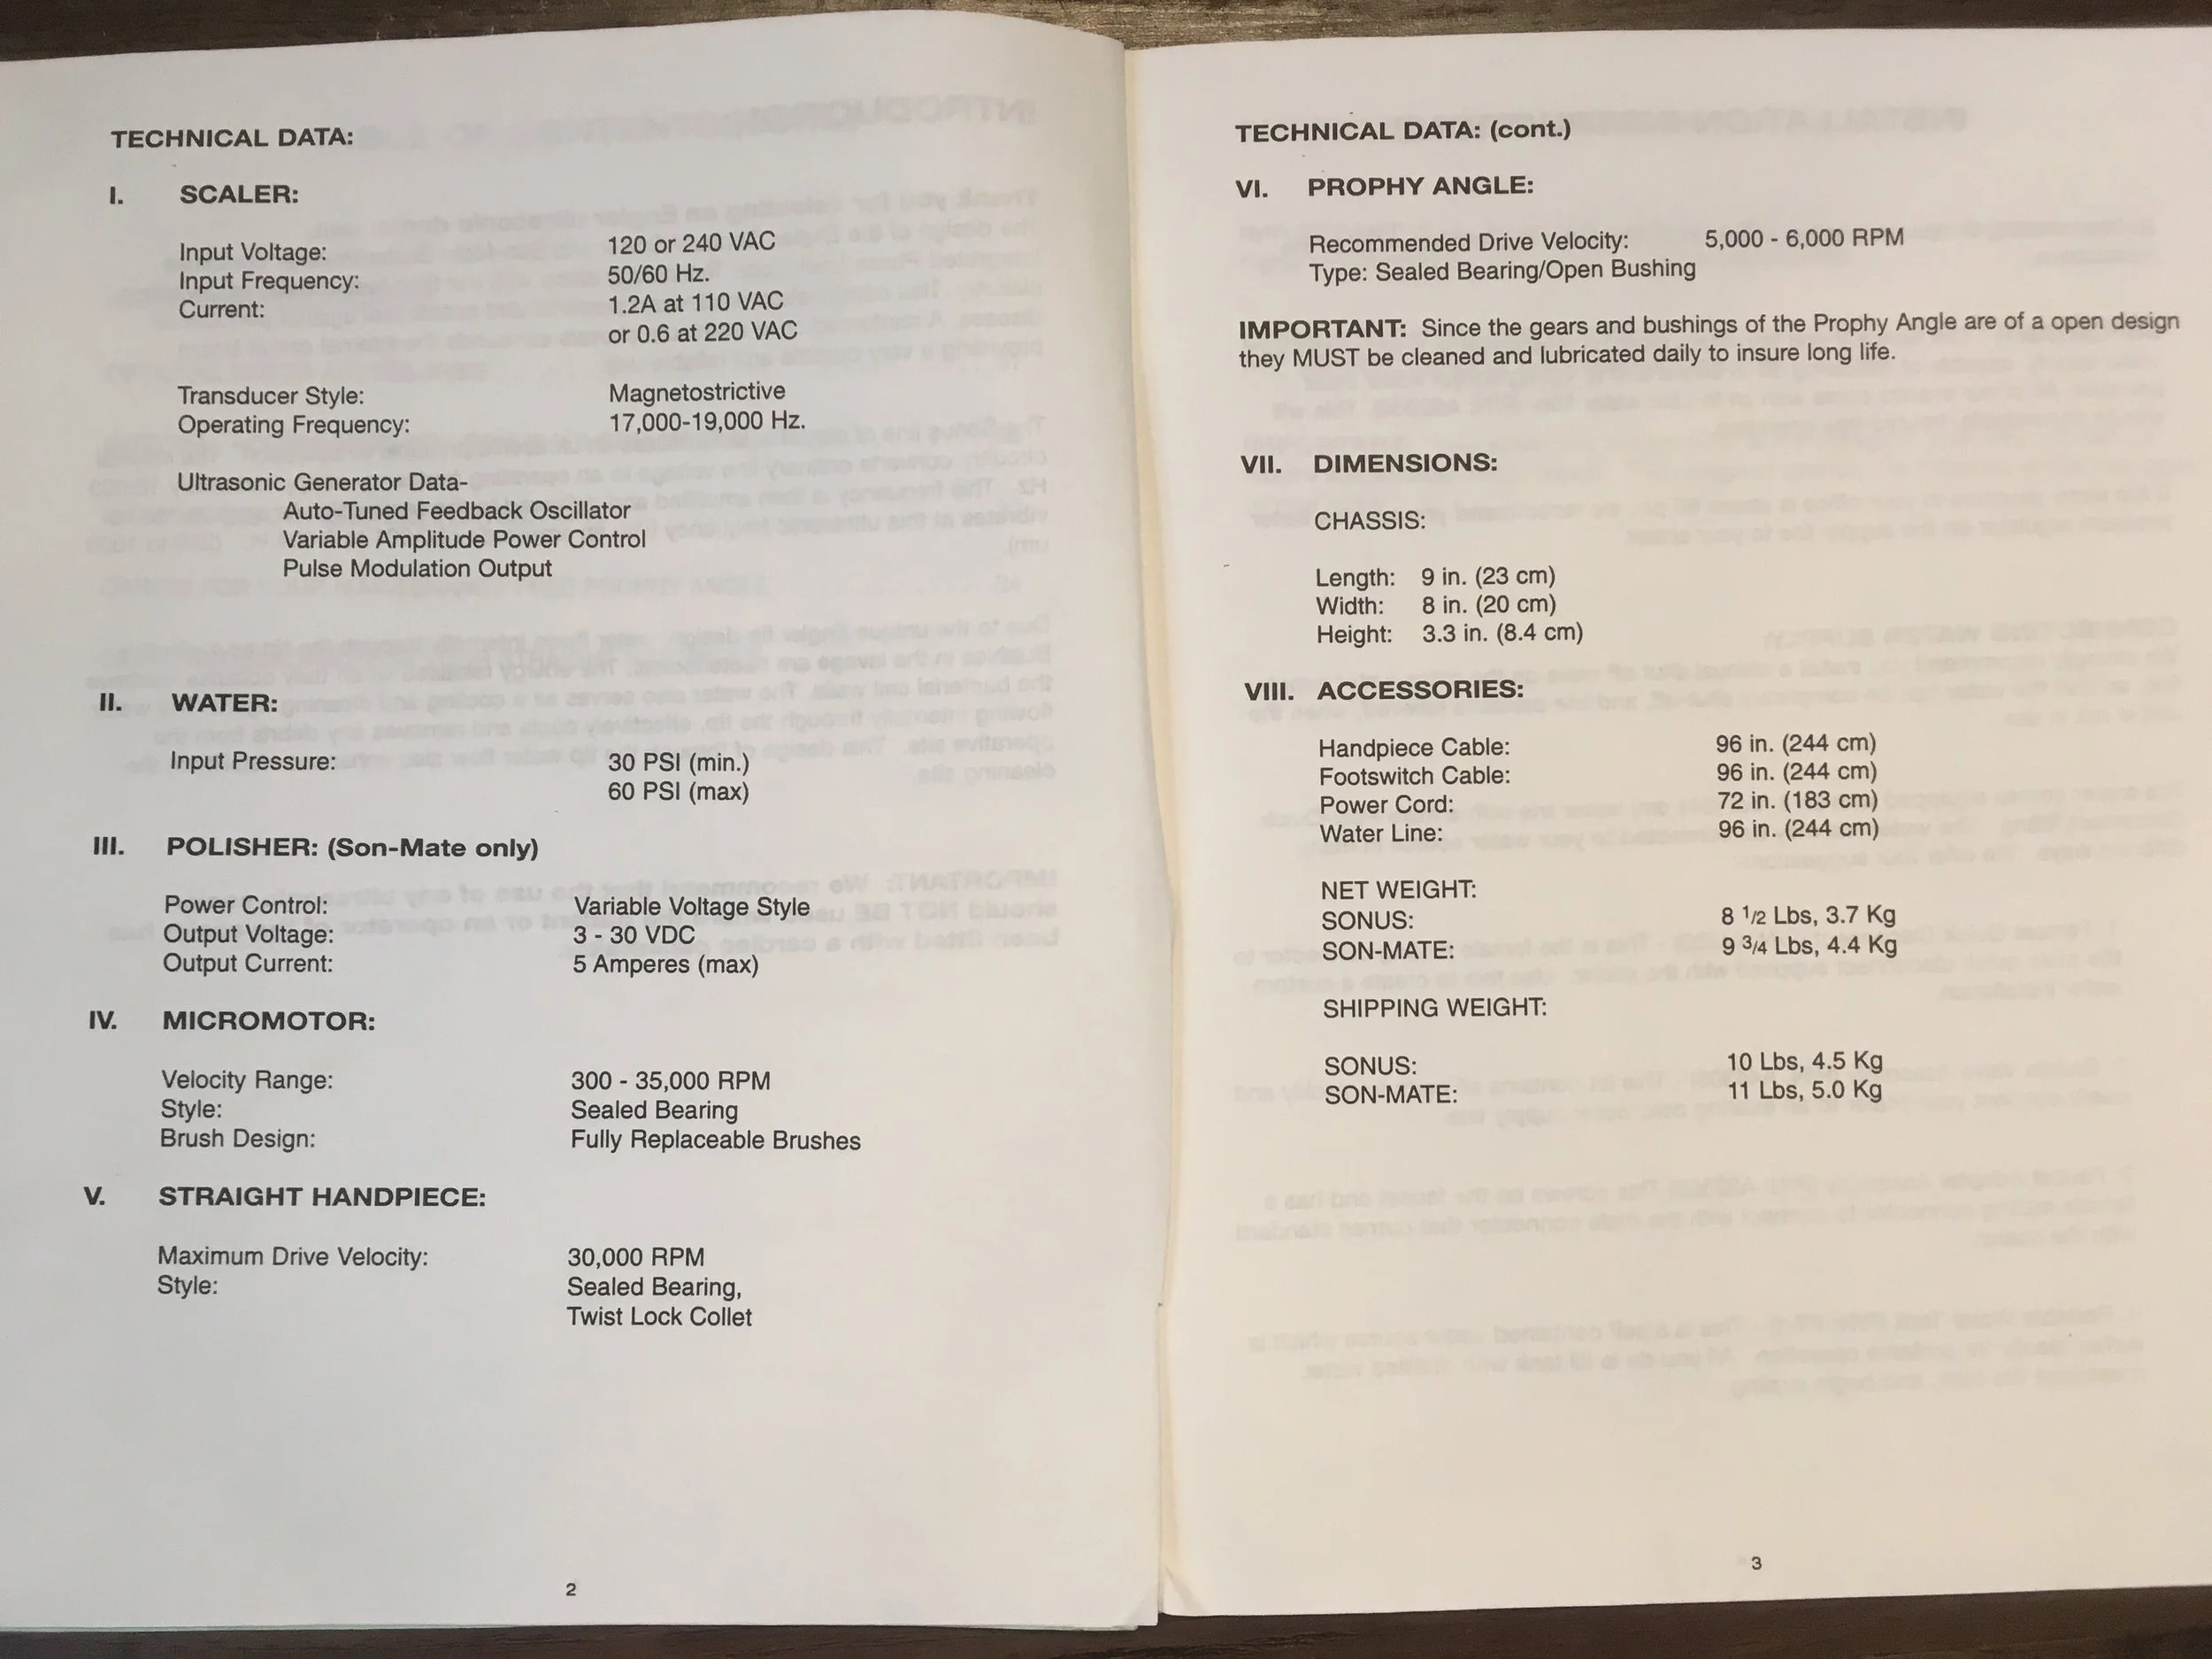 TECHNICAL DATA:
I. SCALER:
Input Voltage: 120 or 240 VAC
Input Frequency: 50/60 Hz.
Current: 1.2A at 110 VAC
or 0.6 at 220 VAC
Transducer Style: Magnetostrictive
Operating Frequency: 17,000-19,000 Hz.
Ultrasonic Generator Data-
Auto-Tuned Feedback Oscillator
Variable Amplitude Power Control
Pulse Modulation Output
II. WATER:
Input Pressure: 30 PSI (min.)
60 PSI (max)
III. POLISHER: (Son-Mate only)
Power Control: Variable Voltage Style
Output Voltage: 3 - 30 VDC
Output Current: 5 Amperes (max)
IV. MICROMOTOR:
Velocity Range: 300 - 35,000 RPM
Style: Sealed Bearing
Brush Design: Fully Replaceable Brushes
V. STRAIGHT HANDPIECE:
Maximum Drive Velocity: 30,000 RPM
Style: Sealed Bearing,
Twist Lock Collet
2
TECHNICAL DATA: (cont.)
VI. PROPHY ANGLE:
Recommended Drive Velocity: 5,000 - 6,000 RPM
Type: Sealed Bearing/Open Bushing
IMPORTANT: Since the gears and bushings of the Prophy Angle are of a open design
they MUST be cleaned and lubricated daily to insure long life.
VII. DIMENSIONS:
CHASSIS:
Length: 9 in. (23 cm)
Width: 8 in. (20 cm)
Height: 3.3 in. (8.4 cm)
VIII. ACCESSORIES:
Handpiece Cable: 96 in. (244 cm)
Footswitch Cable: 96 in. (244 cm)
Power Cord: 72 in. (183 cm)
Water Line: 96 in. (244 cm)
NET WEIGHT:
SONUS: 8 1/2 Lbs, 3.7 Kg
SON-MATE: 9 3/4 Lbs, 4.4 Kg
SHIPPING WEIGHT:
SONUS: 10 Lbs, 4.5 Kg
SON-MATE: 11 Lbs, 5.0 Kg
3